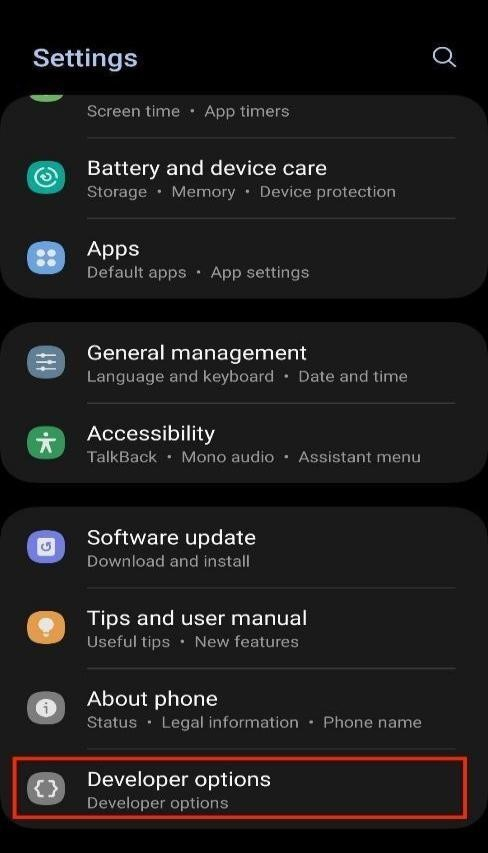 Settings
Screen time • App timers
Battery and device care
Storage • Memory • Device protection
Apps
Default apps • App settings
General management
Language and keyboard • Date and time
Accessibility
TalkBack • Mono audio • Assistant menu
Software update
Download and install
Tips and user manual
Useful tips • New features
About phone
Status • Legal information • Phone name
Developer options
Developer options